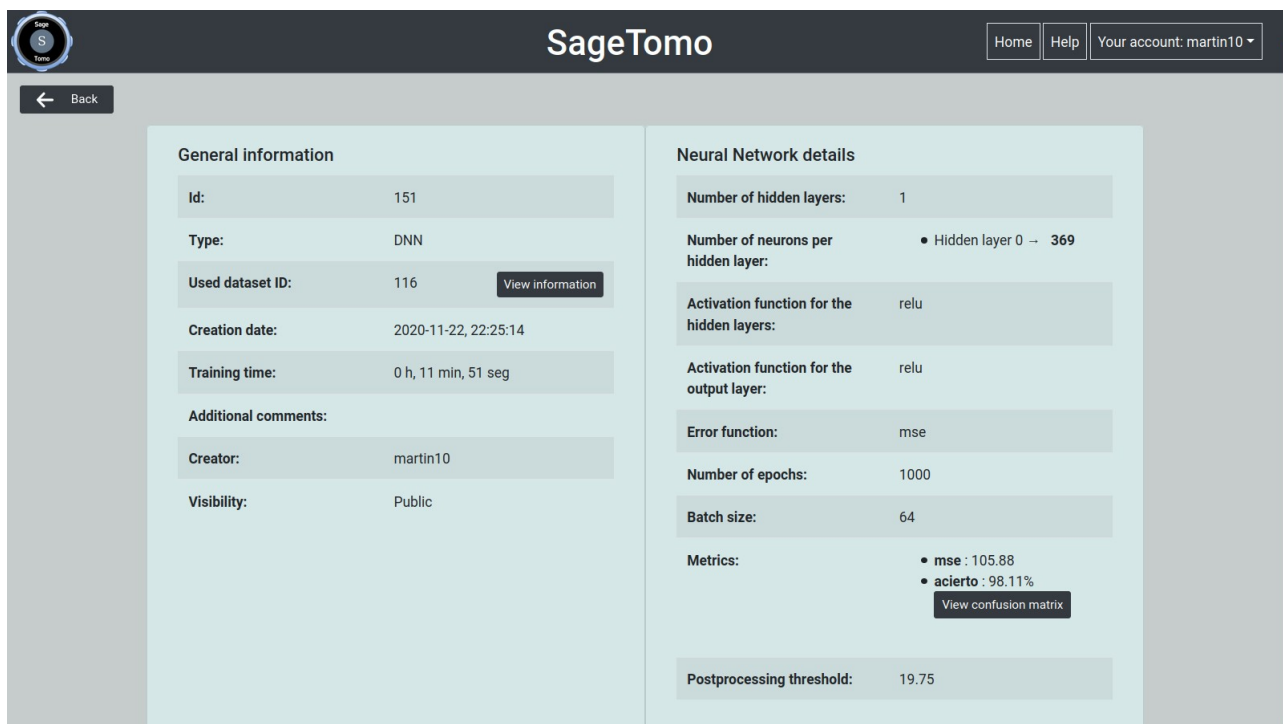 Sage
S
Tomo
SageTomo
Home
Help
Your account: martin10
Back
General information
Id: 151
Type: DNN
Used dataset ID: 116 View information
Creation date: 2020-11-22, 22:25:14
Training time: 0 h, 11 min, 51 seg
Additional comments:
Creator: martin10
Visibility: Public
Neural Network details
Number of hidden layers: 1
Number of neurons per
hidden layer:
• Hidden layer 0 → 369
Activation function for the
hidden layers:
relu
Activation function for the
output layer:
relu
Error function: mse
Number of epochs: 1000
Batch size: 64
Metrics:
• mse : 105.88
• acierto : 98.11%
View confusion matrix
Postprocessing threshold: 19.75